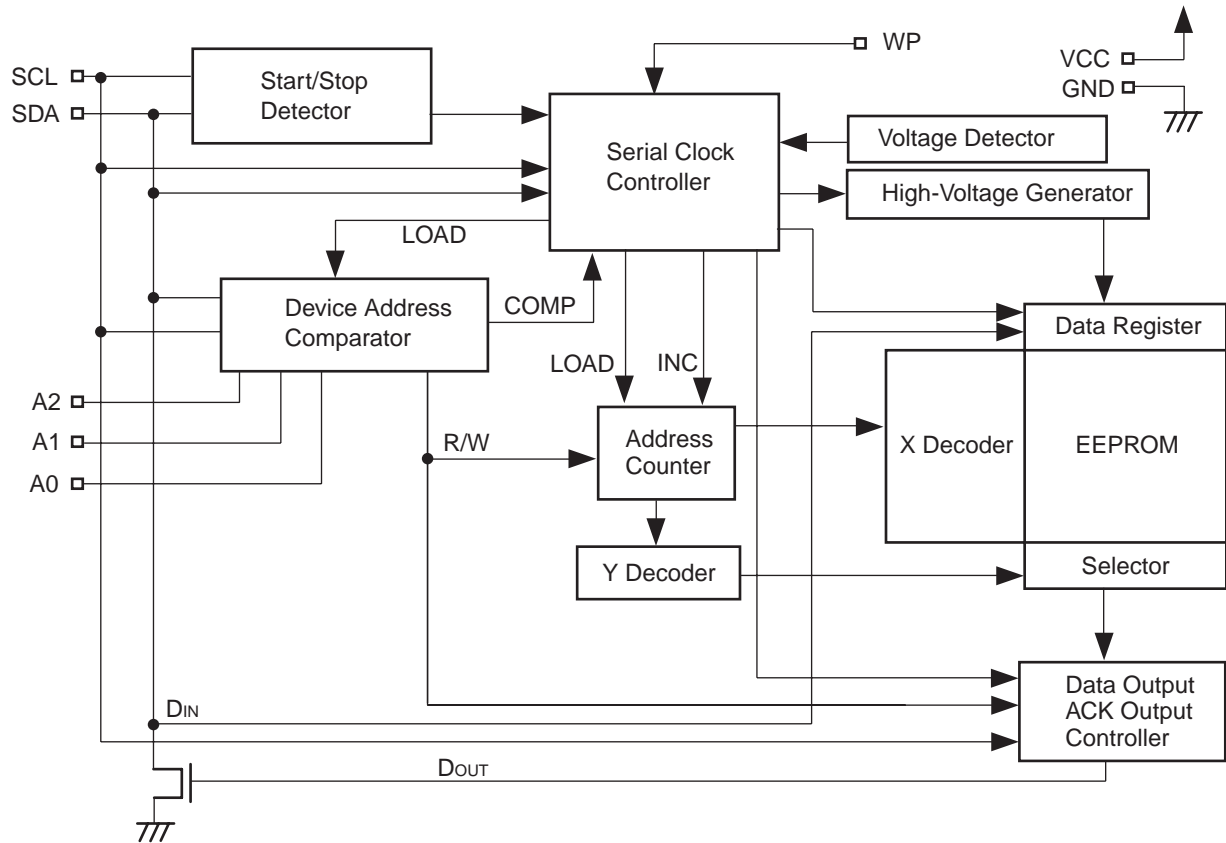 WP
VCC
GND
SCL
SDA
Start/Stop
Detector
Serial Clock
Controller
Voltage Detector
High-Voltage Generator
LOAD
Device Address
Comparator
COMP
LOAD
INC
Data Register
A2
A1
A0
R/W
Address
Counter
X Decoder
EEPROM
Y Decoder
Selector
DIN
Data Output
ACK Output
Controller
DOUT